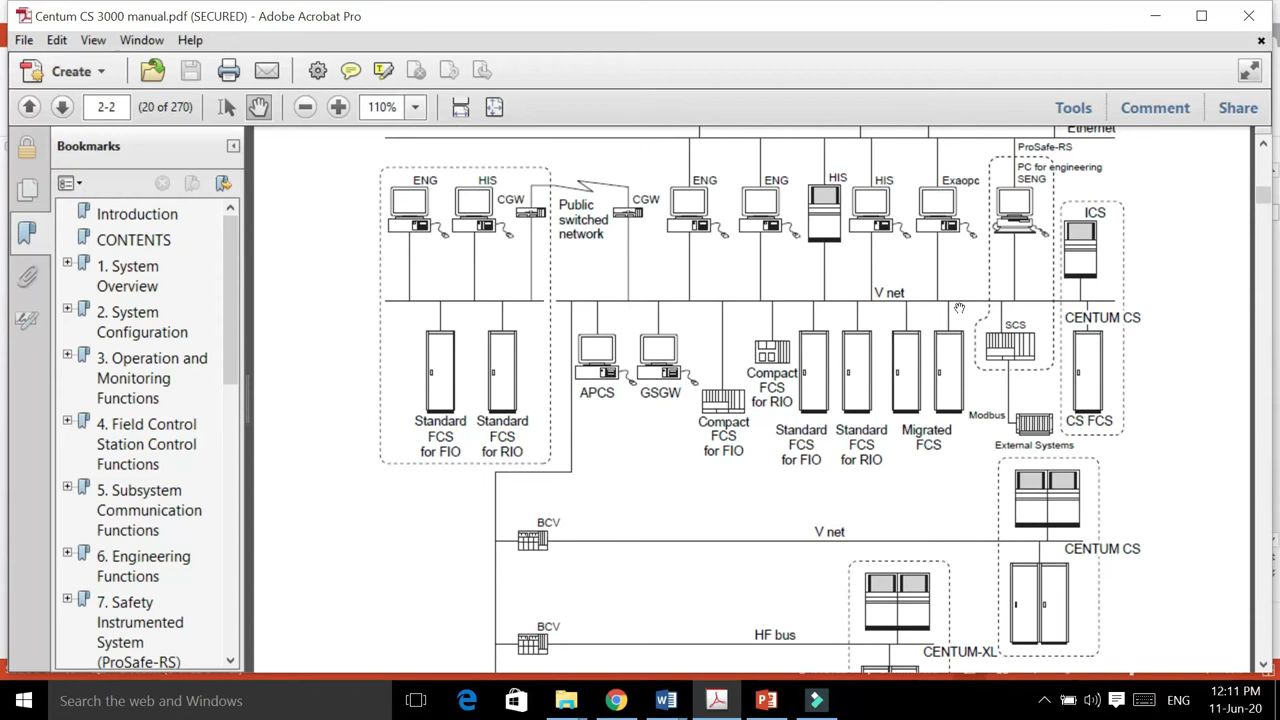 Centum CS 3000 manual.pdf (SECURED) - Adobe Acrobat Pro
File Edit View Window Help
Create
2-2 (20 of 270) 110% Tools Comment Share
Bookmarks
Introduction
CONTENTS
1. System
Overview
2. System
Configuration
3. Operation and
Monitoring
Functions
4. Field Control
Station Control
Functions
5. Subsystem
Communication
Functions
6. Engineering
Functions
7. Safety
Instrumented
System
(ProSafe-RS)
Ethernet
ProSafe-RS
PC for engineering
SENG
ENG HIS CGW
Public
switched
network
CGW ENG ENG HIS HIS Exaopc
ICS
V net
CENTUM CS
SCS
Standard
FCS
for FIO
Standard
FCS
for RIO
APCS GSGW
Compact
FCS
for FIO
Compact
FCS
for RIO
Standard
FCS
for FIO
Standard
FCS
for RIO
Migrated
FCS
Modbus
External Systems
CS FCS
BCV
V net
CENTUM CS
BCV
HF bus
CENTUM-XL
Search the web and Windows
ENG
12:11 PM
11-Jun-20